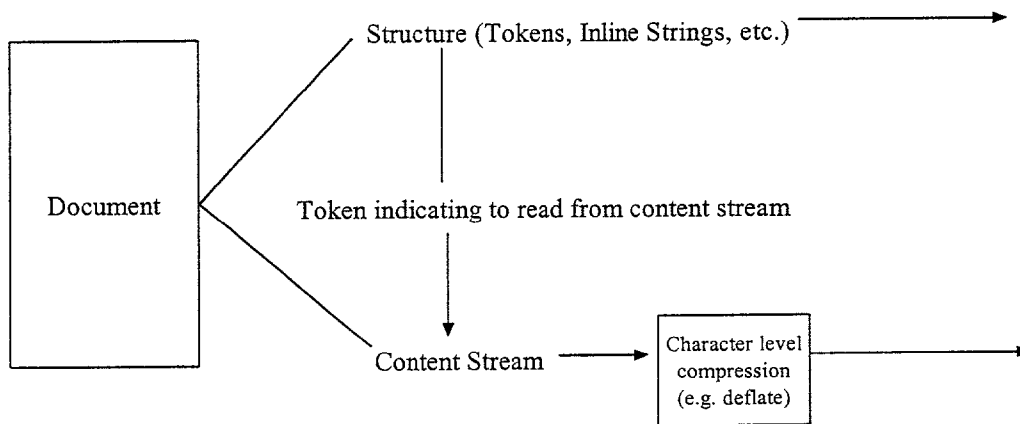 Structure (Tokens, Inline Strings, etc.)
Document
Token indicating to read from content stream
Content Stream
Character level
compression
(e.g. deflate)